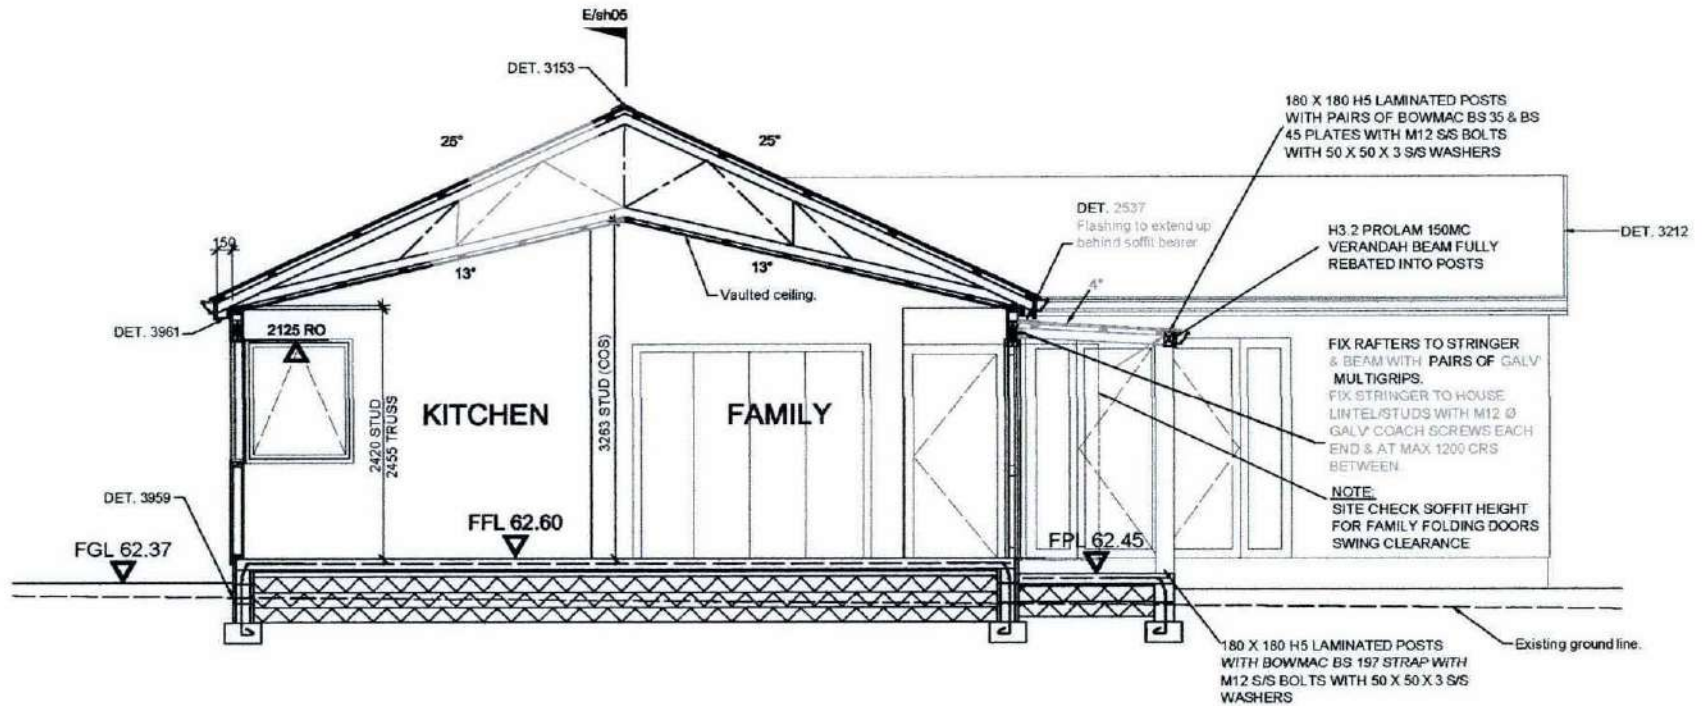 E/sh05
DET. 3153
25°
25°
180 X 180 H5 LAMINATED POSTS
WITH PAIRS OF BOWMAC BS 35 & BS
45 PLATES WITH M12 S/S BOLTS
WITH 50 X 50 X 3 S/S WASHERS
DET. 2537
Flashing to extend up
behind soffit bearer
H3.2 PROLAM 150MC
VERANDAH BEAM FULLY
REBATED INTO POSTS
DET. 3212
150
13°
13°
Vaulted ceiling.
4°
DET. 3961
2125 RO
2420 STUD
2455 TRUSS
KITCHEN
3263 STUD (COS)
FAMILY
FIX RAFTERS TO STRINGER
& BEAM WITH PAIRS OF GALV'
MULTIGRIPS.
FIX STRINGER TO HOUSE
LINTEL/STUDS WITH M12 Ø
GALV' COACH SCREWS EACH
END & AT MAX 1200 CRS
BETWEEN.
NOTE:
SITE CHECK SOFFIT HEIGHT
FOR FAMILY FOLDING DOORS
SWING CLEARANCE
DET. 3959
FGL 62.37
FFL 62.60
FPL 62.45
180 X 180 H5 LAMINATED POSTS
WITH BOWMAC BS 197 STRAP WITH
M12 S/S BOLTS WITH 50 X 50 X 3 S/S
WASHERS
Existing ground line.